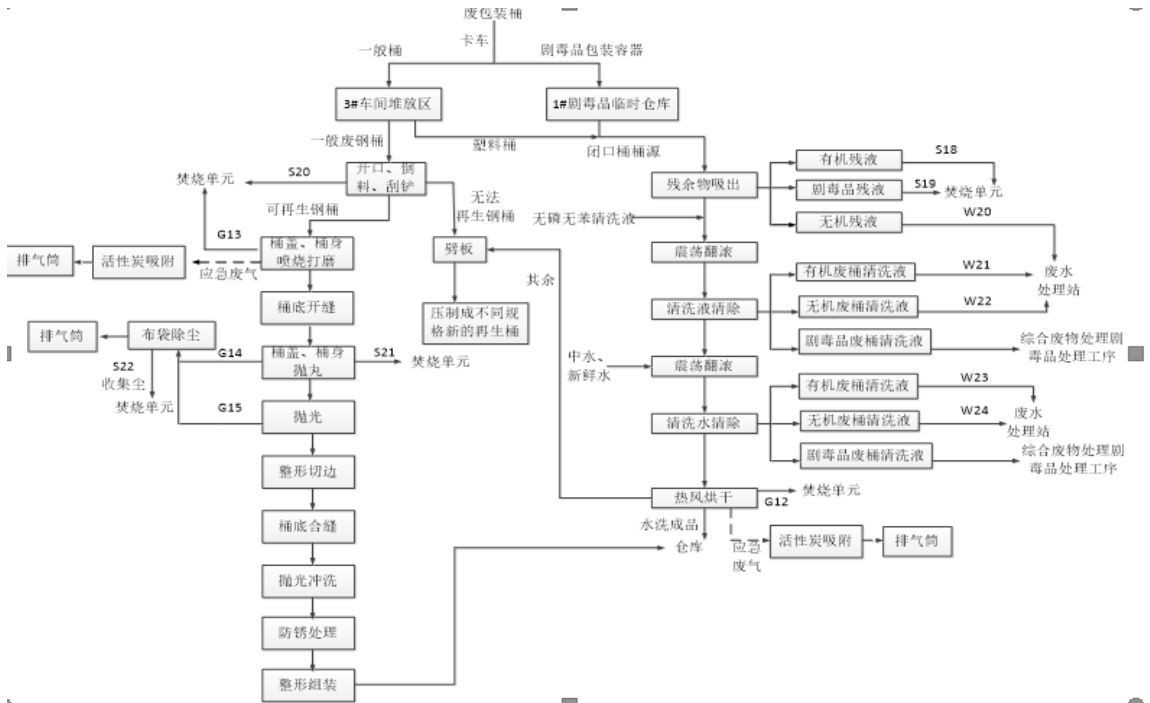 废包装桶
卡车
一般桶
剧毒品包装容器
3#车间堆放区
1#剧毒品临时仓库
一般废钢桶
塑料桶
闭口桶桶源
开口、倒
料、刮铲
S20
焚烧单元
可再生钢桶
无法
再生钢桶
G13
桶盖、桶身
喷烧打磨
应急废气
活性炭吸附
排气筒
劈板
其余
压制成不同规
格新的再生桶
桶底开缝
排气筒
布袋除尘
G14
桶盖、桶身
抛丸
S21
焚烧单元
S22
收集尘
焚烧单元
G15
抛光
整形切边
桶底合缝
抛光冲洗
防锈处理
整形组装
残余物吸出
有机残液
S18
剧毒品残液
S19
焚烧单元
无机残液
W20
无磷无苯清洗液
震荡翻滚
清洗液清除
有机废桶清洗液
W21
废水
处理站
无机废桶清洗液
W22
剧毒品废桶清洗液
综合废物处理剧
毒品处理工序
中水、
新鲜水
震荡翻滚
清洗水清除
有机废桶清洗液
W23
无机废桶清洗液
W24
废水
处理站
剧毒品废桶清洗液
综合废物处理剧
毒品处理工序
热风烘干
G12
焚烧单元
水洗成品
仓库
应急
废气
活性炭吸附
排气筒